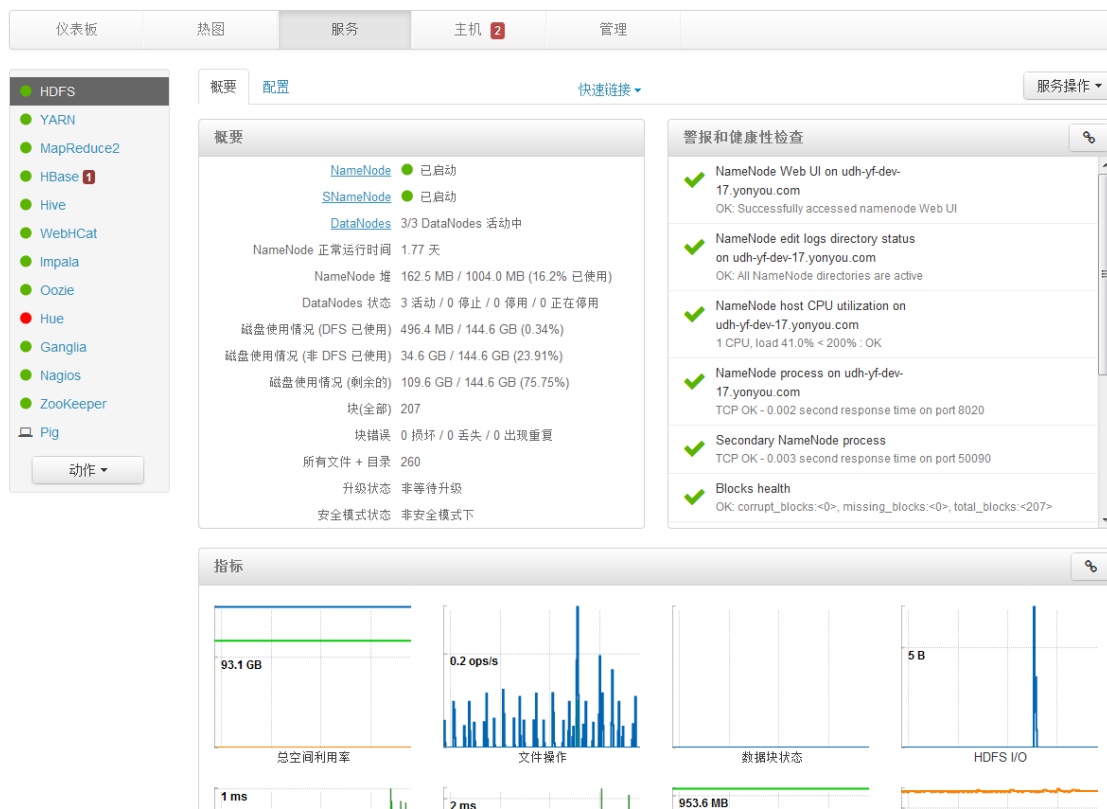 仪表板 热图 服务 主机 2 管理
HDFS
YARN
MapReduce2
HBase 1
Hive
WebHCat
Impala
Oozie
Hue
Ganglia
Nagios
ZooKeeper
Pig
动作
概要 配置 快速链接 服务操作
概要
NameNode 已启动
SNameNode 已启动
DataNodes 3/3 DataNodes 活动中
NameNode 正常运行时间 1.77 天
NameNode 堆 162.5 MB / 1004.0 MB (16.2% 已使用)
DataNodes 状态 3 活动 / 0 停止 / 0 停用 / 0 正在停用
磁盘使用情况 (DFS 已使用) 496.4 MB / 144.6 GB (0.34%)
磁盘使用情况 (非 DFS 已使用) 34.6 GB / 144.6 GB (23.91%)
磁盘使用情况 (剩余的) 109.6 GB / 144.6 GB (75.75%)
块(全部) 207
块错误 0 损坏 / 0 丢失 / 0 出现重复
所有文件 + 目录 260
升级状态 非等待升级
安全模式状态 非安全模式下
警报和健康性检查
NameNode Web UI on udh-yf-dev-
17.yonyou.com
OK: Successfully accessed namenode Web UI
NameNode edit logs directory status
on udh-yf-dev-17.yonyou.com
OK: All NameNode directories are active
NameNode host CPU utilization on
udh-yf-dev-17.yonyou.com
1 CPU, load 41.0% < 200% : OK
NameNode process on udh-yf-dev-
17.yonyou.com
TCP OK - 0.002 second response time on port 8020
Secondary NameNode process
TCP OK - 0.003 second response time on port 50090
Blocks health
OK: corrupt_blocks:<0>, missing_blocks:<0>, total_blocks:<207>
指标
93.1 GB
总空间利用率
0.2 ops/s
文件操作
数据块状态
5 B
HDFS I/O
1 ms
2 ms
953.6 MB